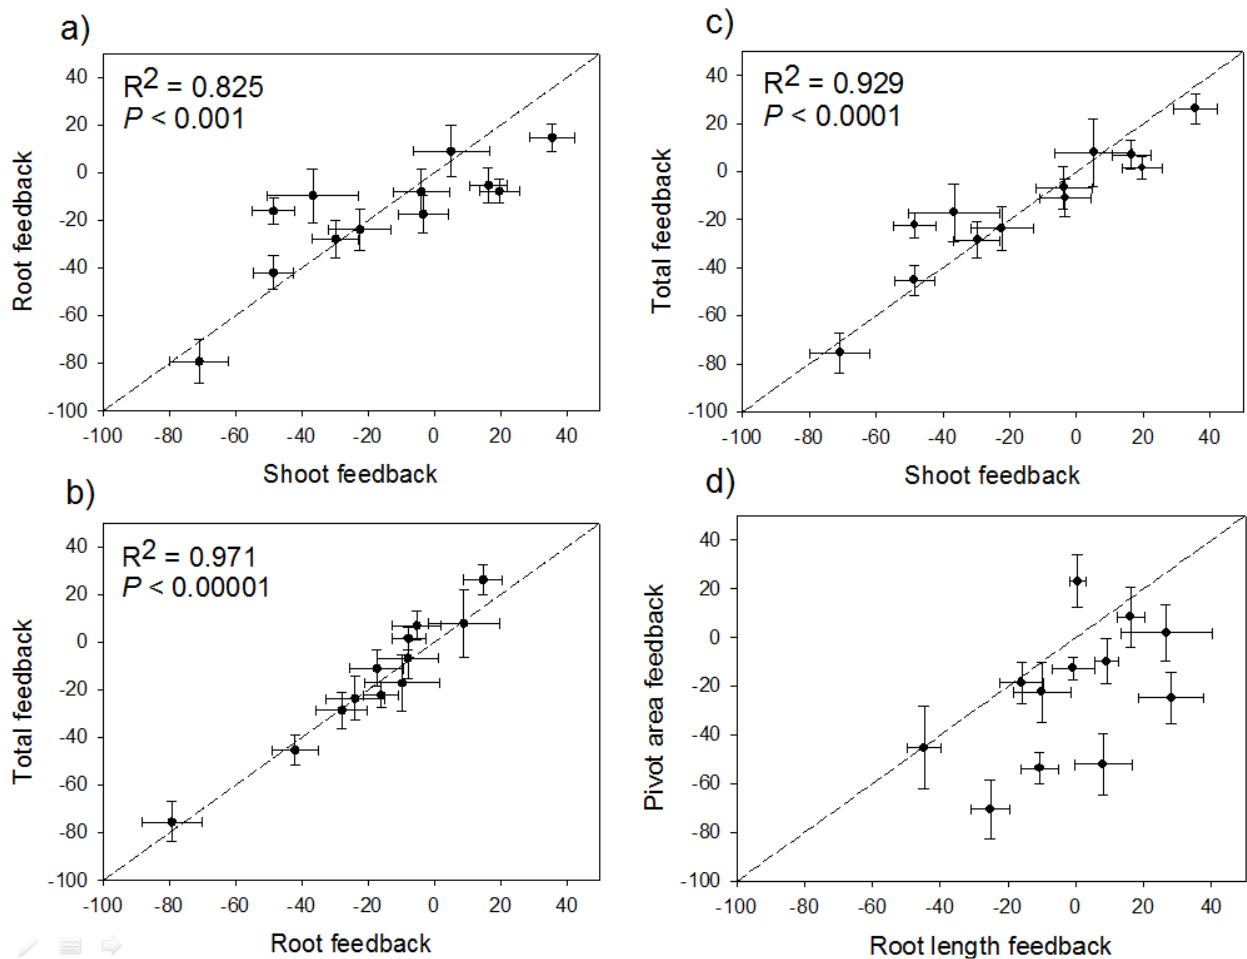 a)
R2 = 0.825
P < 0.001
40
20
0
-20
-40
-60
-80
-100
-100 -80 -60 -40 -20 0 20 40
Root feedback
Shoot feedback
c)
R2 = 0.929
P < 0.0001
40
20
0
-20
-40
-60
-80
-100
-100 -80 -60 -40 -20 0 20 40
Total feedback
Shoot feedback
b)
R2 = 0.971
P < 0.00001
40
20
0
-20
-40
-60
-80
-100
-100 -80 -60 -40 -20 0 20 40
Total feedback
Root feedback
d)
40
20
0
-20
-40
-60
-80
-100
-100 -80 -60 -40 -20 0 20 40
Pivot area feedback
Root length feedback